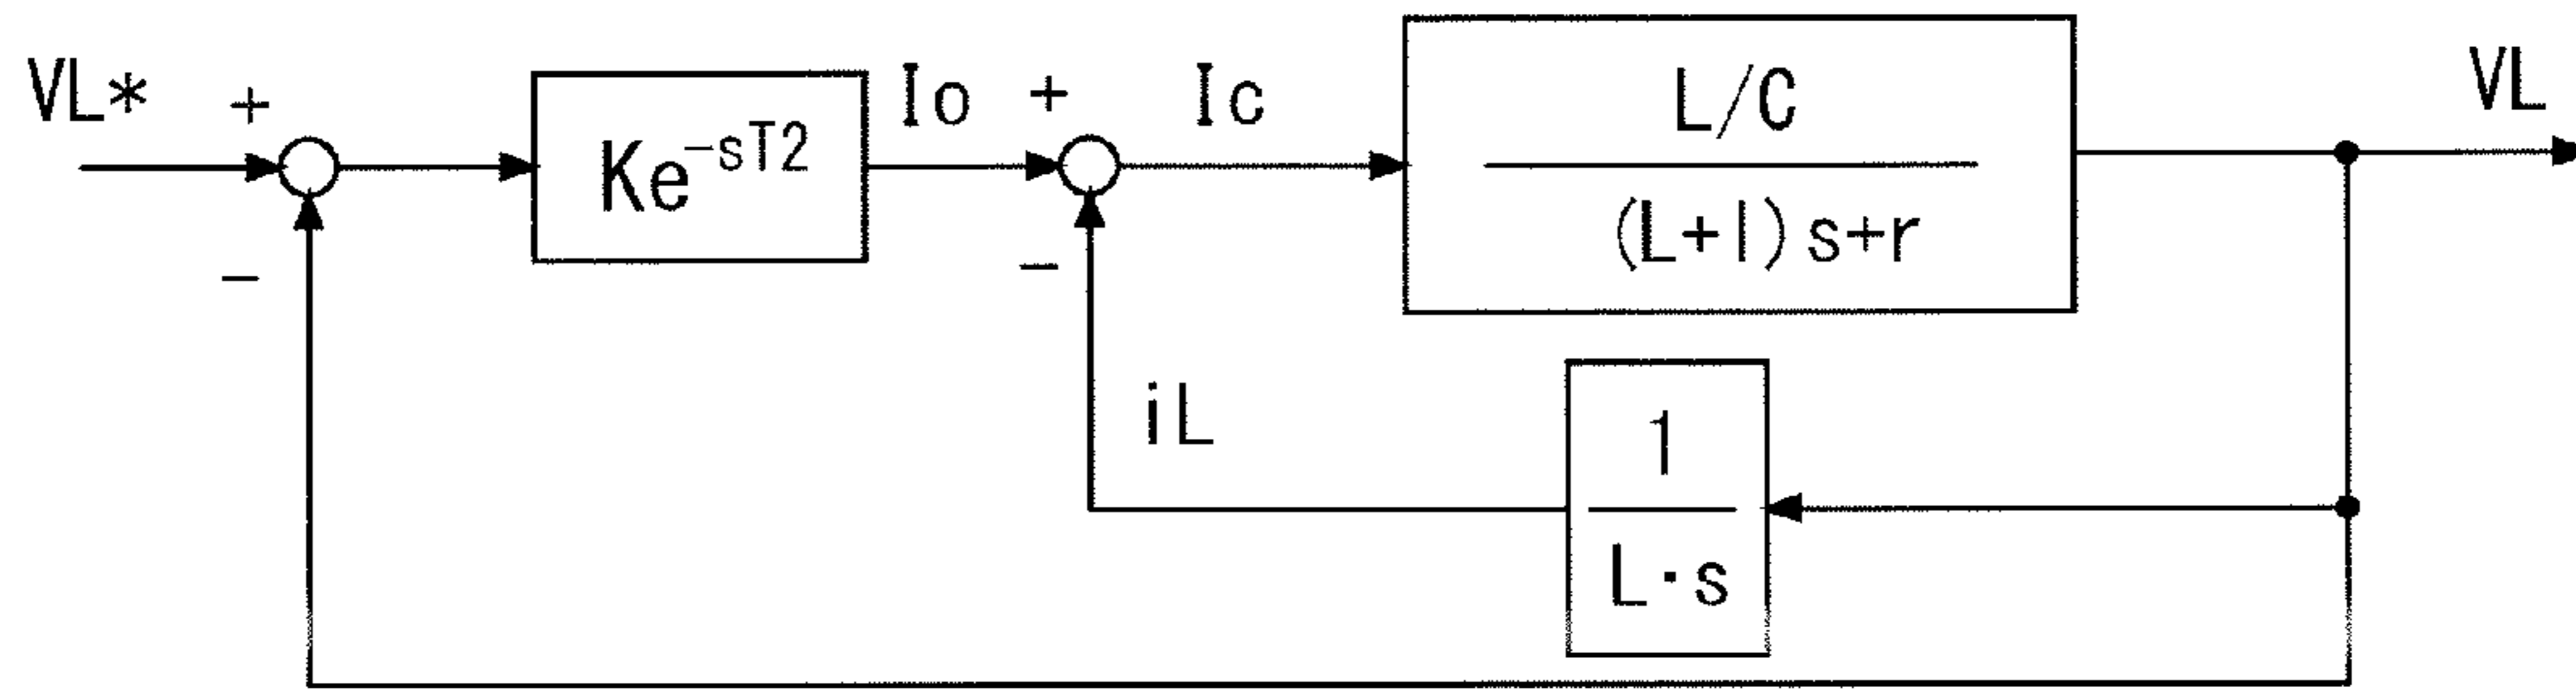 VL* + Ke^-sT2 Io + Ic L/C VL
(L+l)s+r
-
-
iL
1
L·s